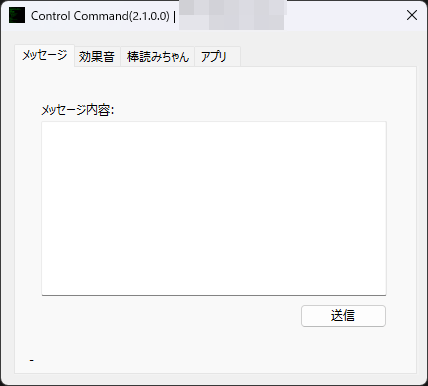 Control Command(2.1.0.0) |
メッセージ 効果音 棒読みちゃん アプリ
メッセージ内容:
送信
-